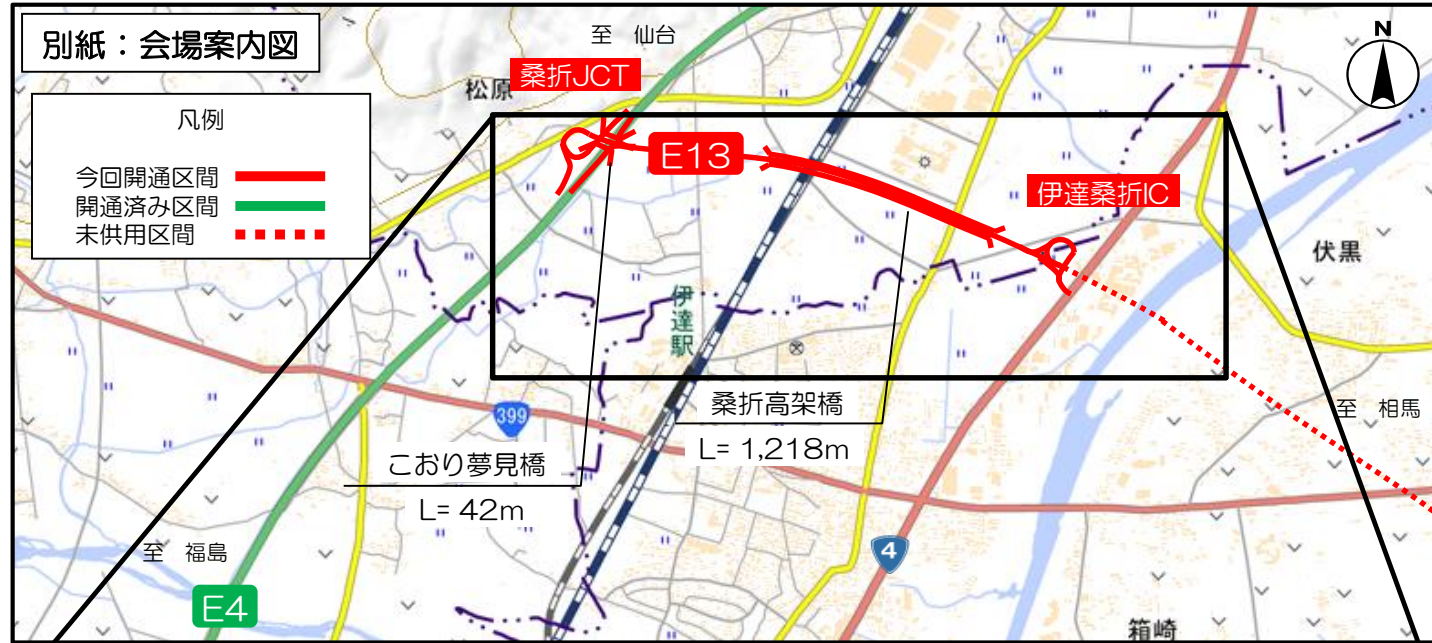 別紙：会場案内図
至 仙台
N
桑折JCT
松原
凡例
今回開通区間
開通済み区間
未供用区間
E13
伊達桑折IC
伏黒
伊達駅
桑折高架橋
L= 1,218m
至 相馬
399
こおり夢見橋
L= 42m
至 福島
4
E4
箱崎